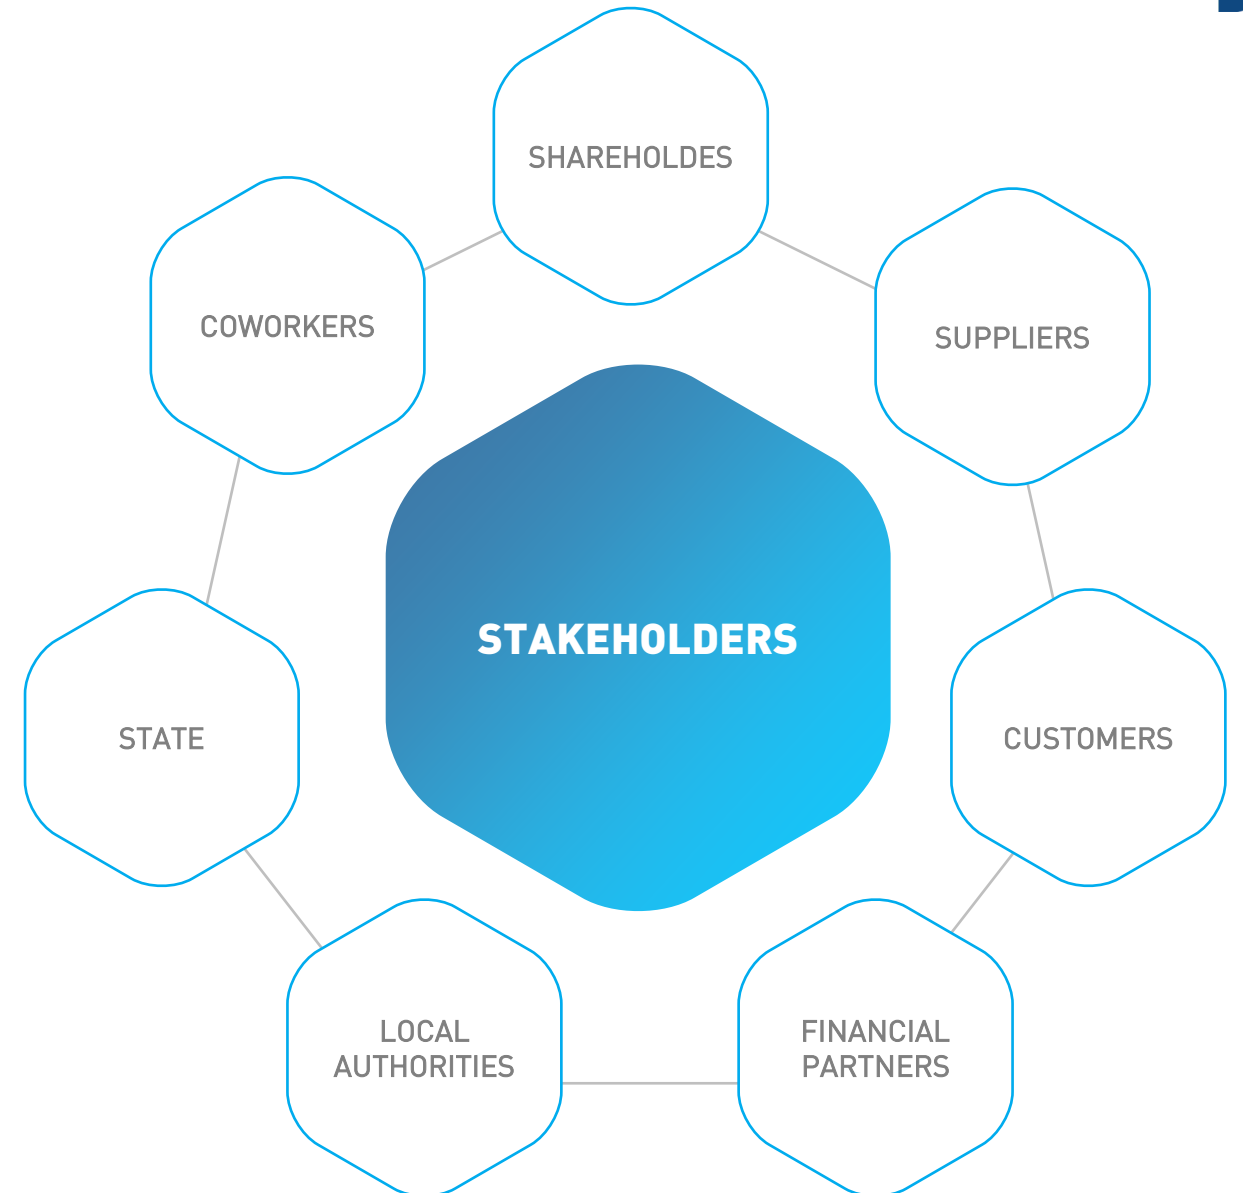 SHAREHOLDES
COWORKERS
SUPPLIERS
STAKEHOLDERS
STATE
CUSTOMERS
LOCAL
AUTHORITIES
FINANCIAL
PARTNERS